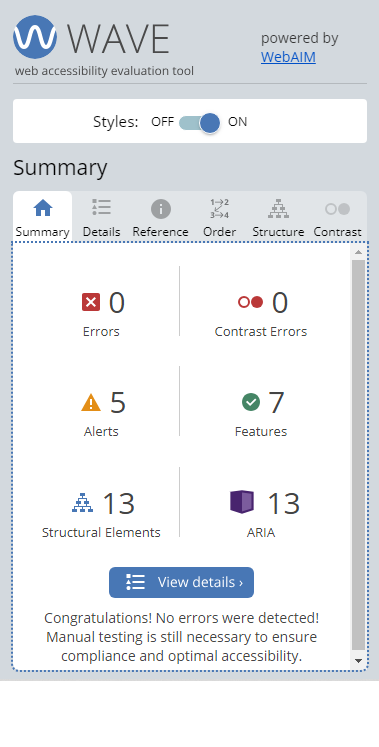 WAVE
web accessibility evaluation tool
powered by
WebAIM
Styles: OFF ON
Summary
Summary Details Reference Order Structure Contrast
0
Errors
0
Contrast Errors
5
Alerts
7
Features
13
Structural Elements
13
ARIA
View details ›
Congratulations! No errors were detected!
Manual testing is still necessary to ensure
compliance and optimal accessibility.